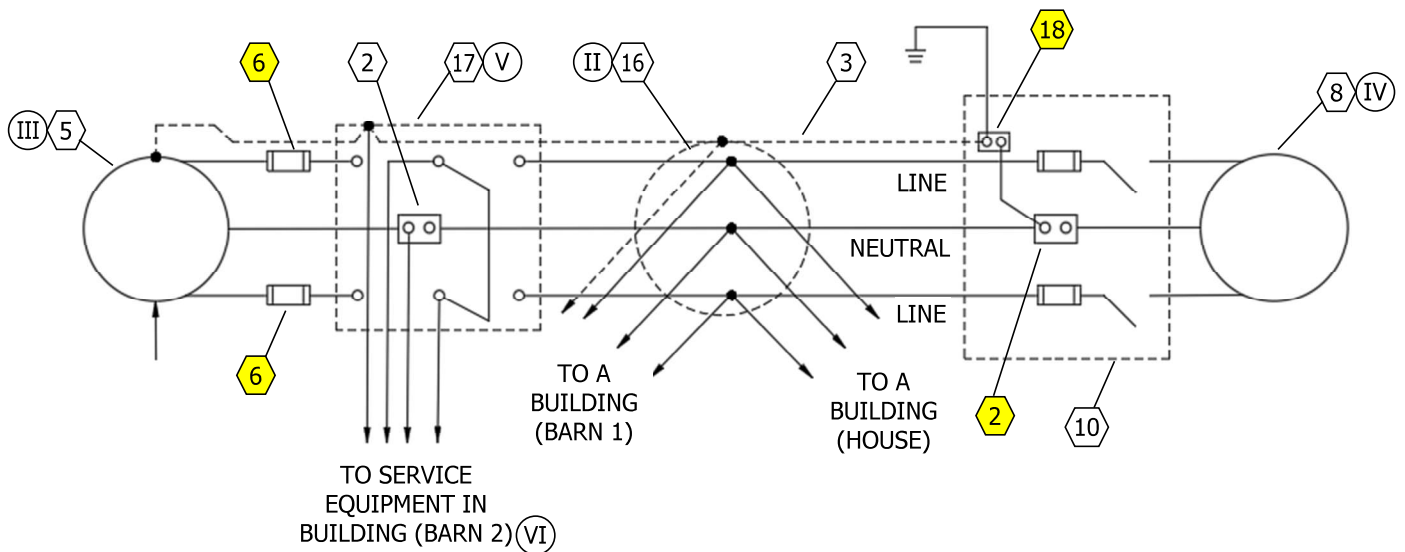 18
6
2
17 V
II 16
3
8 IV
III 5
LINE
NEUTRAL
LINE
6
TO A
BUILDING
(BARN 1)
TO A
BUILDING
(HOUSE)
2
10
TO SERVICE
EQUIPMENT IN
BUILDING (BARN 2) VI